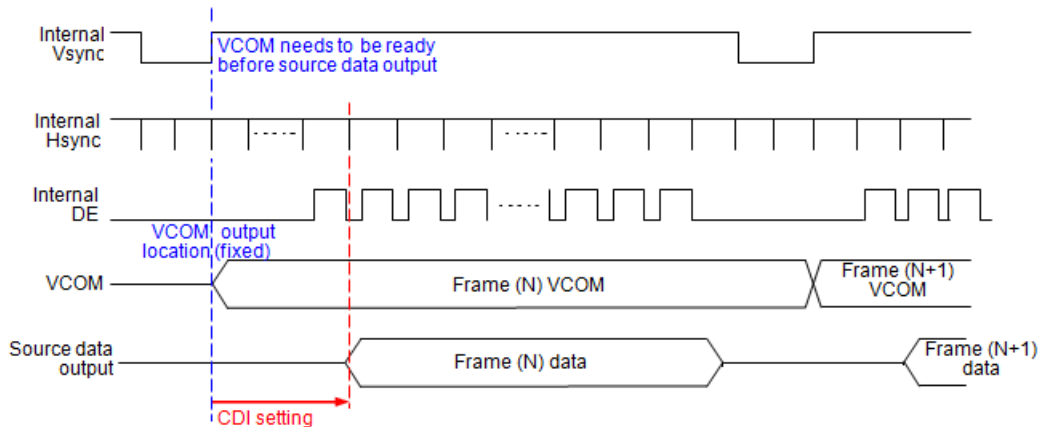 Internal
Vsync
VCOM needs to be ready
before source data output
Internal
Hsync
Internal
DE
VCOM output
location (fixed)
VCOM
Frame (N) VCOM
Frame (N+1)
VCOM
Source data
output
Frame (N) data
Frame (N+1)
data
CDI setting